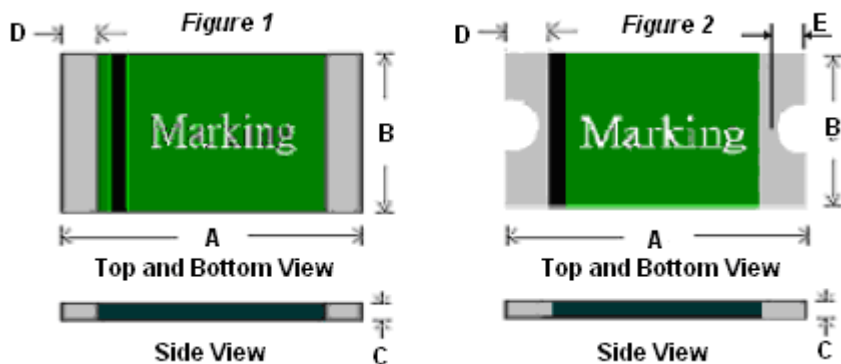 Figure 1
D
Marking
B
A
Top and Bottom View
C
Side View
Figure 2
D
E
Marking
B
A
Top and Bottom View
C
Side View